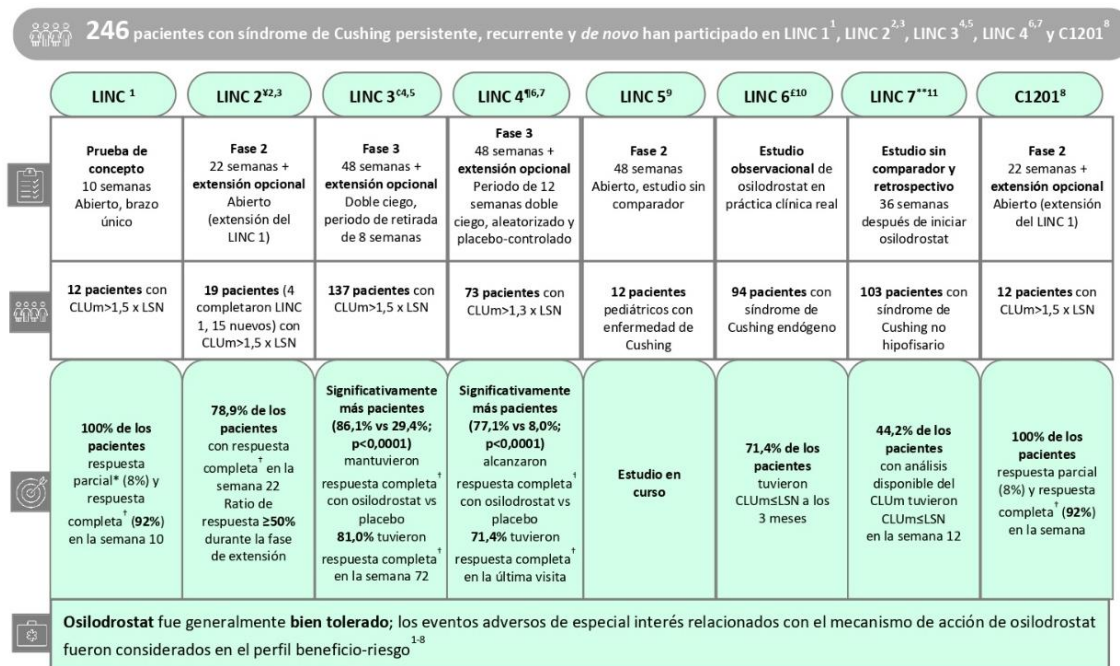 246 pacientes con síndrome de Cushing persistente, recurrente y de novo han participado en LINC 1¹, LINC 2²,³, LINC 3⁴,⁵, LINC 4⁶,⁷ y C1201⁸
LINC ¹
LINC 2¥²,³
LINC 3¢⁴,⁵
LINC 4¶⁶,⁷
LINC 5⁹
LINC 6£¹⁰
LINC 7**¹¹
C1201⁸
Prueba de
concepto
10 semanas
Abierto, brazo
único
Fase 2
22 semanas +
extensión opcional
Abierto
(extensión del
LINC 1)
Fase 3
48 semanas +
extensión opcional
Doble ciego,
periodo de retirada
de 8 semanas
Fase 3
48 semanas +
extensión opcional
Periodo de 12
semanas doble
ciego, aleatorizado y
placebo-controlado
Fase 2
48 semanas
Abierto, estudio sin
comparador
Estudio
observacional de
osilodrostat en
práctica clínica real
Estudio sin
comparador y
retrospectivo
36 semanas
después de iniciar
osilodrostat
Fase 2
22 semanas +
extensión opcional
Abierto (extensión
del LINC 1)
12 pacientes con
CLUm>1,5 x LSN
19 pacientes (4
completaron LINC
1, 15 nuevos) con
CLUm>1,5 x LSN
137 pacientes con
CLUm>1,5 x LSN
73 pacientes con
CLUm>1,3 x LSN
12 pacientes
pediátricos con
enfermedad de
Cushing
94 pacientes con
síndrome de
Cushing endógeno
103 pacientes con
síndrome de
Cushing no
hipofisario
12 pacientes con
CLUm>1,5 x LSN
100% de los
pacientes
respuesta
parcial* (8%) y
respuesta
completa† (92%)
en la semana 10
78,9% de los
pacientes
con respuesta
completa† en la
semana 22
Ratio de
respuesta ≥50%
durante la fase
de extensión
Significativamente
más pacientes
(86,1% vs 29,4%;
p<0,0001)
mantuvieron
respuesta completa†
con osilodrostat vs
placebo
81,0% tuvieron
respuesta completa†
en la semana 72
Significativamente
más pacientes
(77,1% vs 8,0%;
p<0,0001)
alcanzaron
respuesta completa†
con osilodrostat vs
placebo
71,4% tuvieron
respuesta completa†
en la última visita
Estudio en
curso
71,4% de los
pacientes
tuvieron
CLUm≤LSN a los
3 meses
44,2% de los
pacientes
con análisis
disponible del
CLUm tuvieron
CLUm≤LSN
en la semana 12
100% de los
pacientes
respuesta parcial
(8%) y respuesta
completa† (92%)
en la semana
Osilodrostat fue generalmente bien tolerado; los eventos adversos de especial interés relacionados con el mecanismo de acción de osilodrostat
fueron considerados en el perfil beneficio-riesgo¹⁻⁸